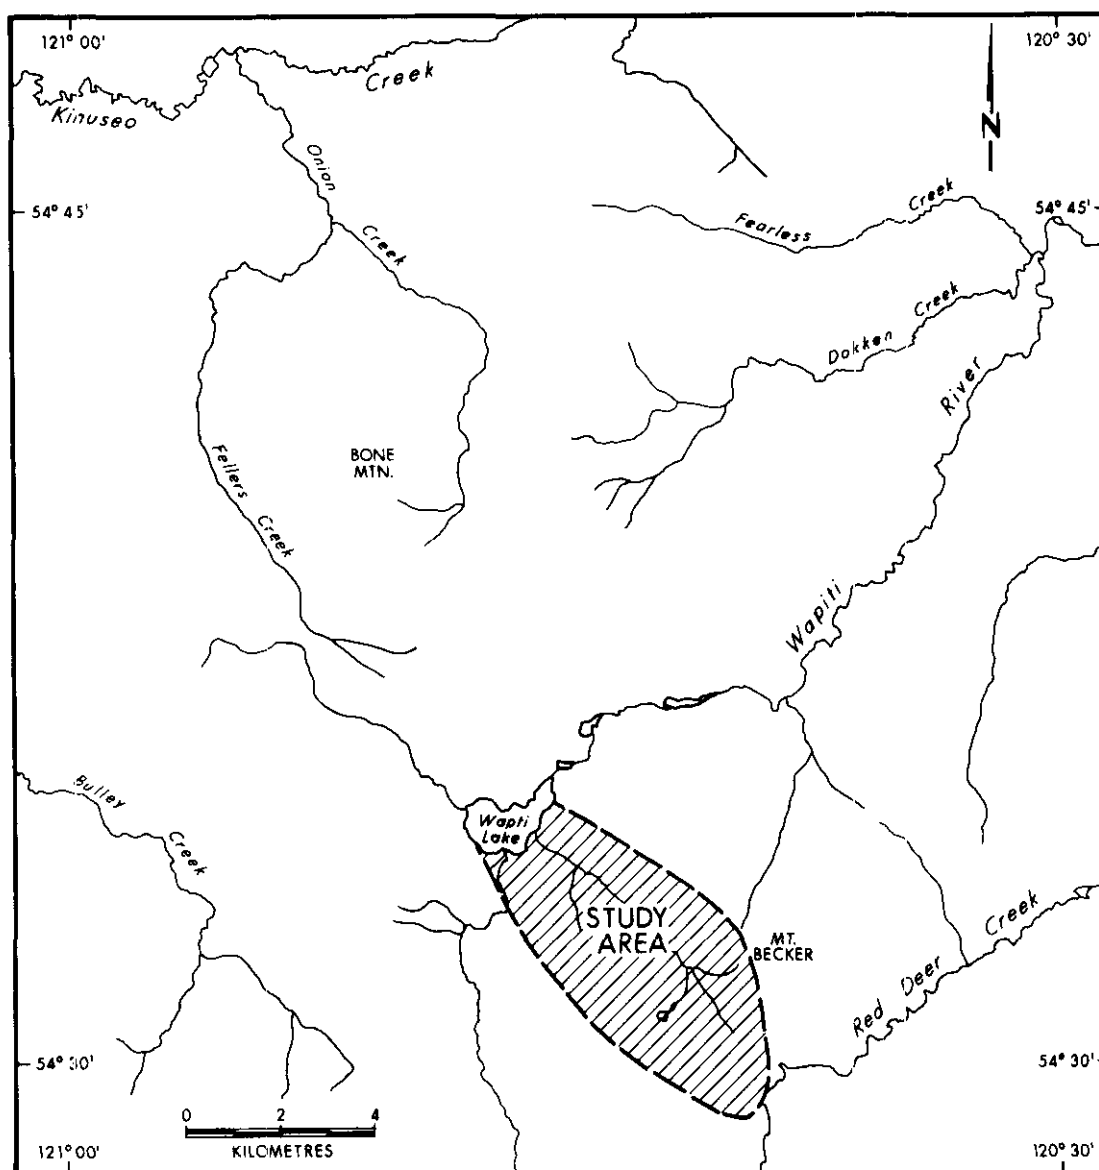 121° 00'
120° 30'
Kinuseo Creek
N
Onion Creek
54° 45'
54° 45'
Fearless Creek
Dokken Creek
River
BONE
MTN.
Fellers Creek
Wapiti
Bulley Creek
Wapti
Lake
STUDY
AREA
MT.
BECKER
Red Deer Creek
54° 30'
54° 30'
0 2 4
KILOMETRES
121° 00'
120° 30'